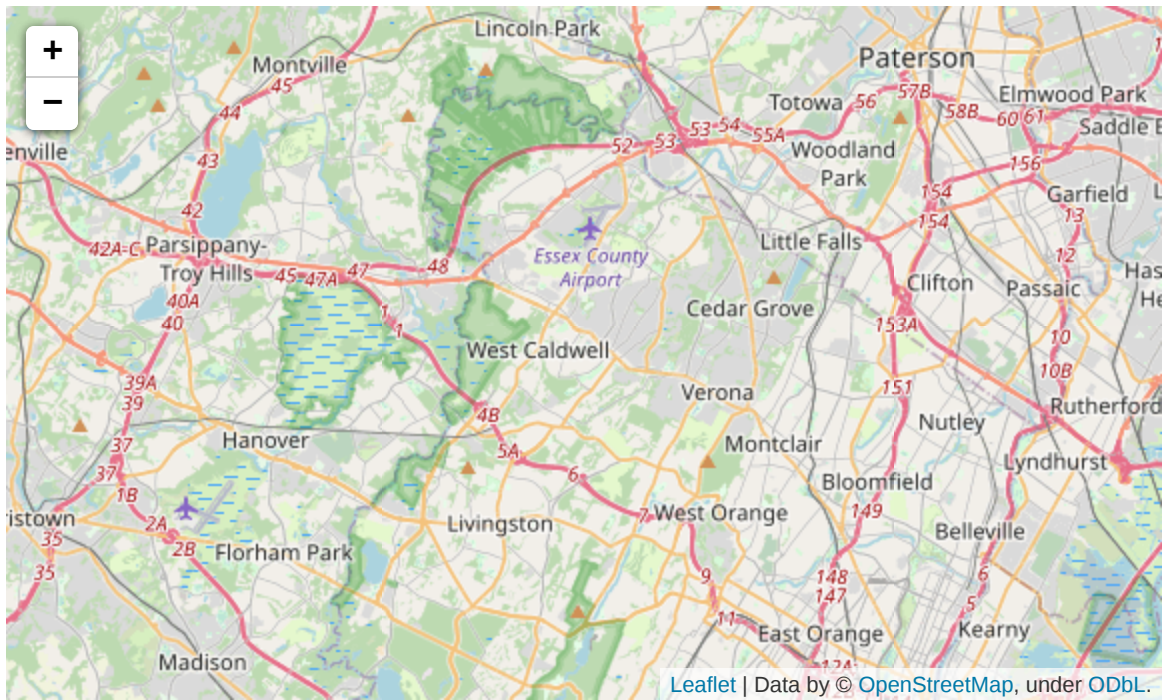 +
−
Lincoln Park
Montville
45
Paterson
Totowa
56
57B
Elmwood Park
58B
60
61
Saddle
44
53
54
55A
52
53
enville
43
Woodland
Park
156
154
Garfield
42
154
13
42A-C
Parsippany-
Troy Hills
Essex County
Airport
Little Falls
12
45
47A
47
48
Clifton
Passaic
Has
He
40A
40
1
1
Cedar Grove
153A
10
West Caldwell
10B
39A
39
Verona
151
Rutherford
4B
Nutley
37
Hanover
5A
Montclair
Lyndhurst
37
1B
6
Bloomfield
ristown
2A
2B
35
35
Florham Park
Livingston
7
West Orange
149
Belleville
9
148
147
6
5
11
East Orange
Kearny
Madison
12A
Leaflet | Data by © OpenStreetMap, under ODbL.